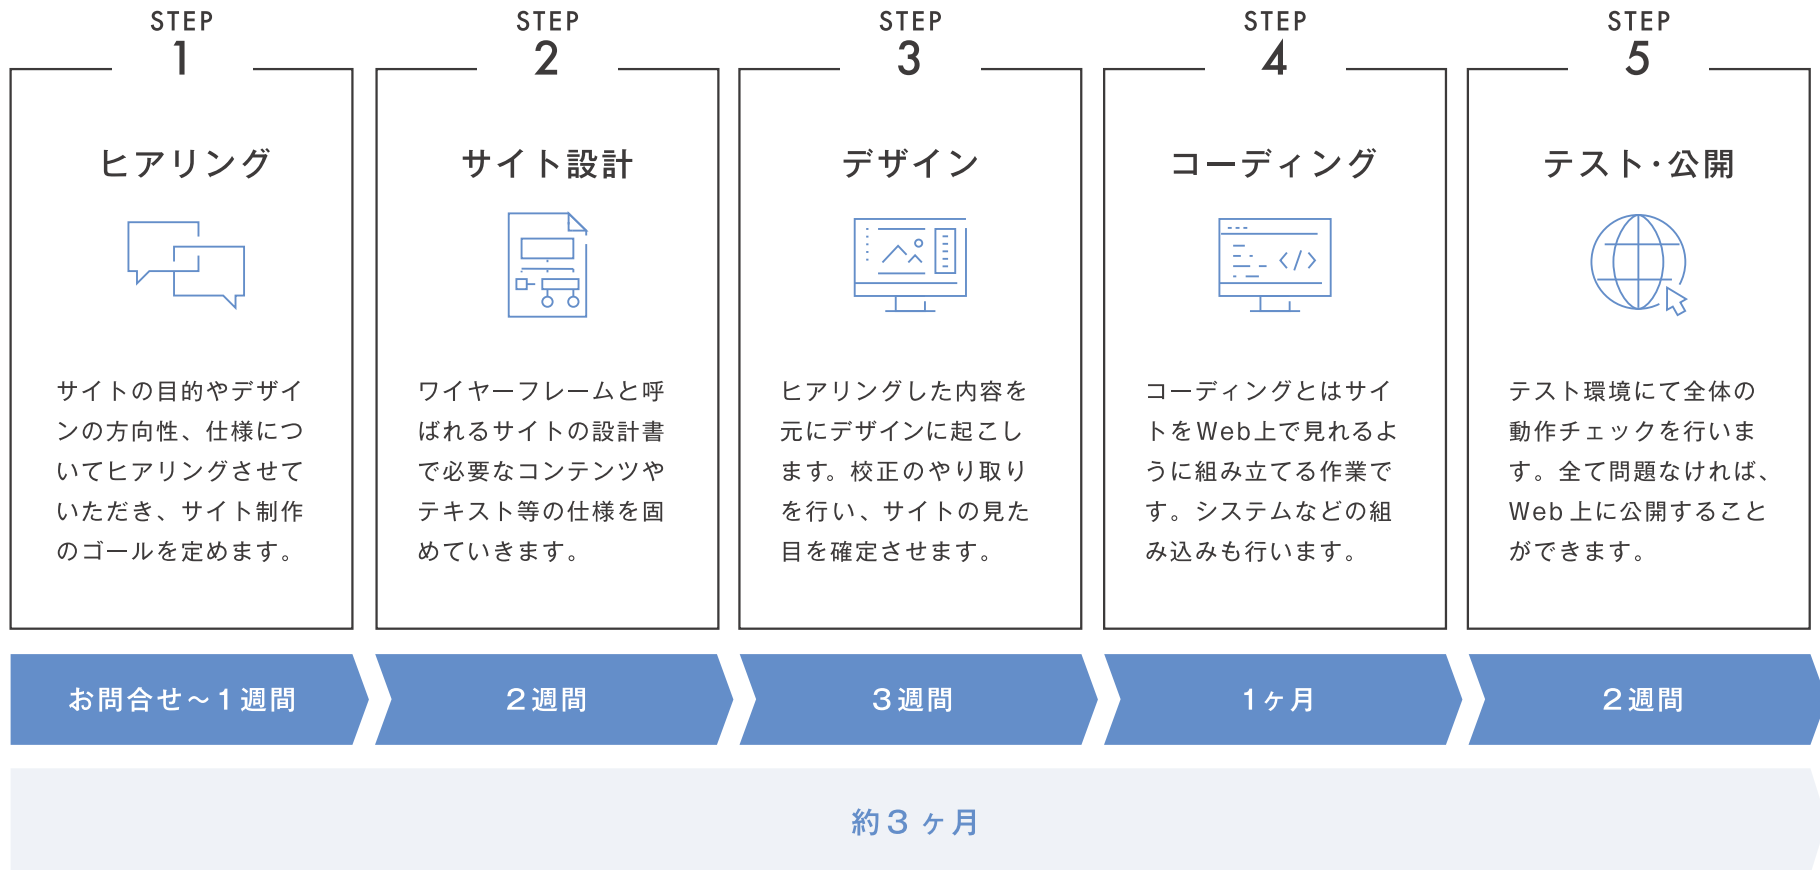 STEP
1
ヒアリング
サイトの目的やデザイ
ンの方向性、仕様につ
いてヒアリングさせて
いただき、サイト制作
のゴールを定めます。
STEP
2
サイト設計
ワイヤーフレームと呼
ばれるサイトの設計書
で必要なコンテンツや
テキスト等の仕様を固
めていきます。
STEP
3
デザイン
ヒアリングした内容を
元にデザインに起こし
ます。校正のやり取り
を行い、サイトの見た
目を確定させます。
STEP
4
コーディング
コーディングとはサイ
トをWeb上で見れるよ
うに組み立てる作業で
す。システムなどの組
み込みも行います。
STEP
5
テスト・公開
テスト環境にて全体の
動作チェックを行いま
す。全て問題なければ、
Web上に公開すること
ができます。
お問合せ〜1週間
2週間
3週間
1ヶ月
2週間
約3ヶ月